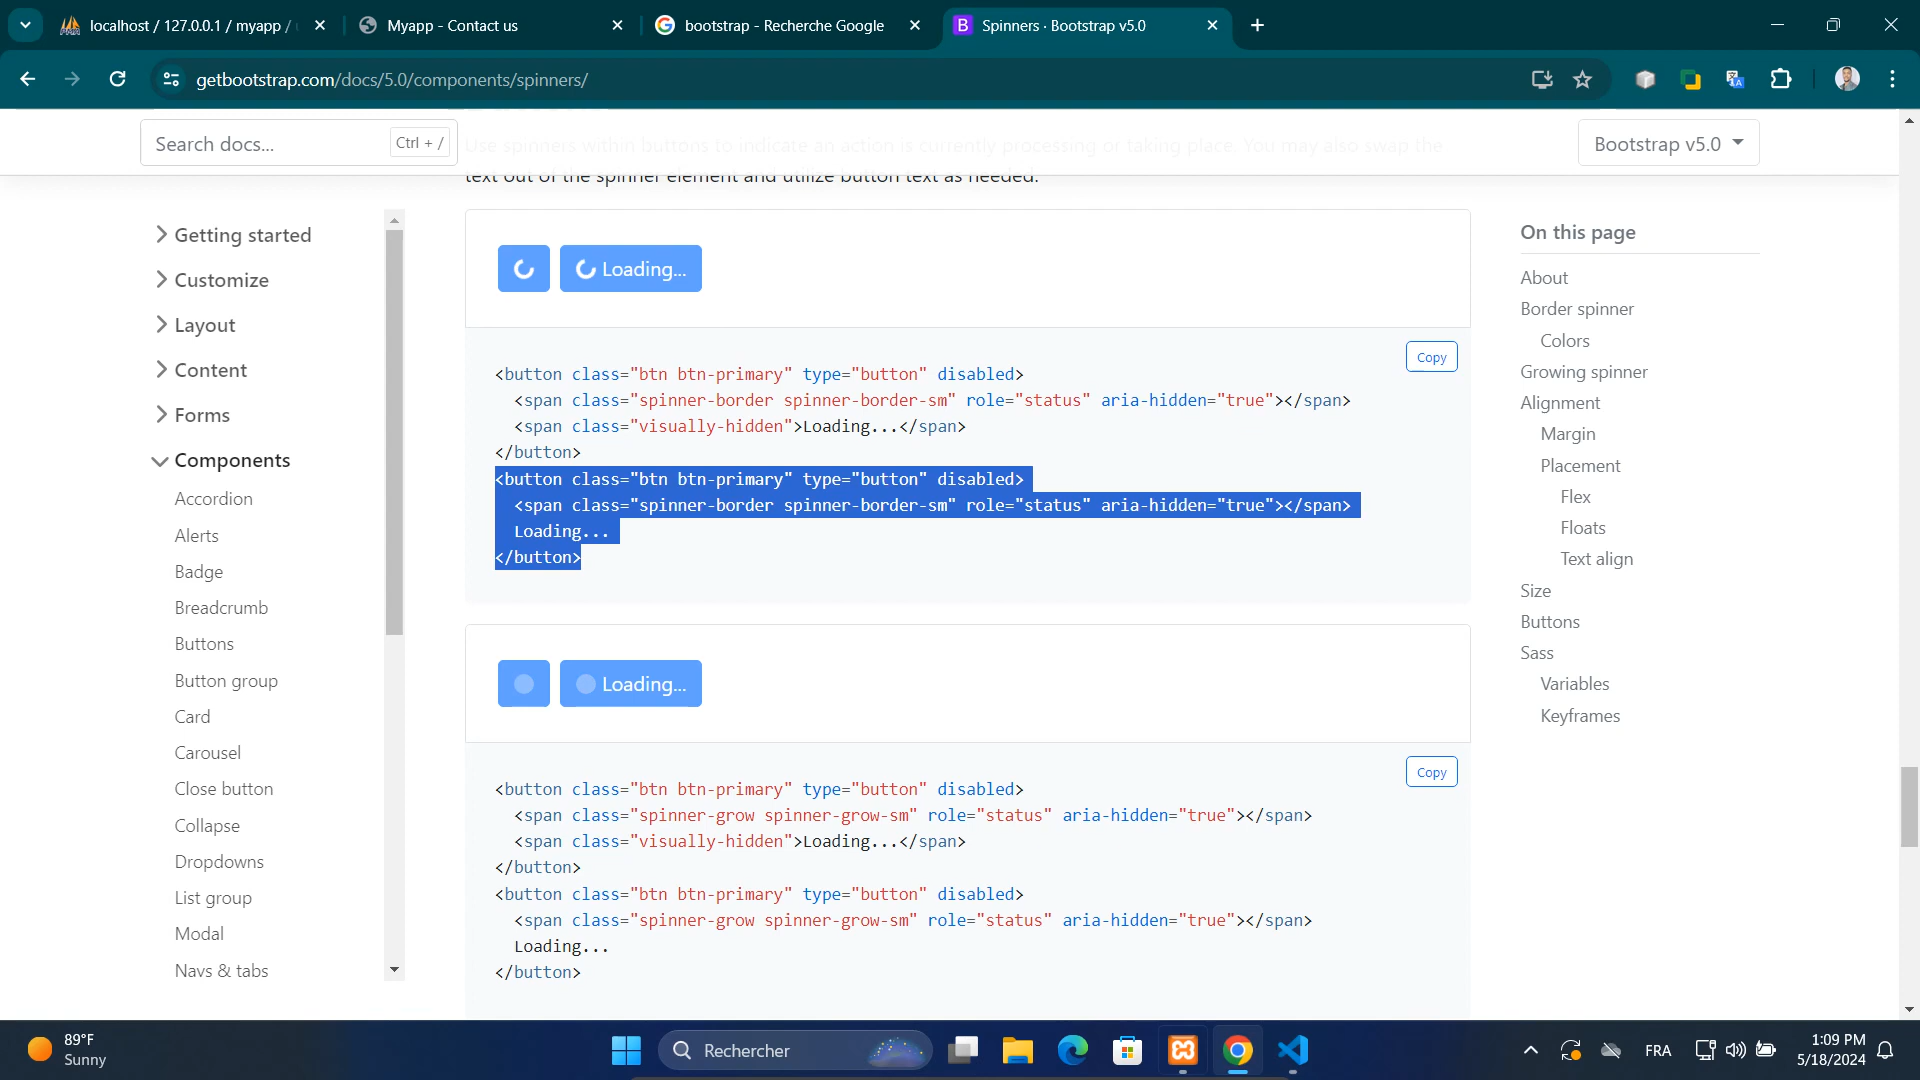 localhost / 127.0.0.1 / myapp /
Myapp - Contact us
bootstrap - Recherche Google
B Spinners · Bootstrap v5.0
getbootstrap.com/docs/5.0/components/spinners/
Search docs... Ctrl + /
Use spinners within buttons to indicate an action is currently processing or taking place. You may also swap the
text out of the spinner element and utilize button text as needed.
Bootstrap v5.0
Getting started
Customize
Layout
Content
Forms
Components
Accordion
Alerts
Badge
Breadcrumb
Buttons
Button group
Card
Carousel
Close button
Collapse
Dropdowns
List group
Modal
Navs & tabs
Loading...
Copy
<button class="btn btn-primary" type="button" disabled>
<span class="spinner-border spinner-border-sm" role="status" aria-hidden="true"></span>
<span class="visually-hidden">Loading...</span>
</button>
<button class="btn btn-primary" type="button" disabled>
<span class="spinner-border spinner-border-sm" role="status" aria-hidden="true"></span>
Loading...
</button>
Loading...
Copy
<button class="btn btn-primary" type="button" disabled>
<span class="spinner-grow spinner-grow-sm" role="status" aria-hidden="true"></span>
<span class="visually-hidden">Loading...</span>
</button>
<button class="btn btn-primary" type="button" disabled>
<span class="spinner-grow spinner-grow-sm" role="status" aria-hidden="true"></span>
Loading...
</button>
On this page
About
Border spinner
Colors
Growing spinner
Alignment
Margin
Placement
Flex
Floats
Text align
Size
Buttons
Sass
Variables
Keyframes
89°F
Sunny
Rechercher
FRA
1:09 PM
5/18/2024